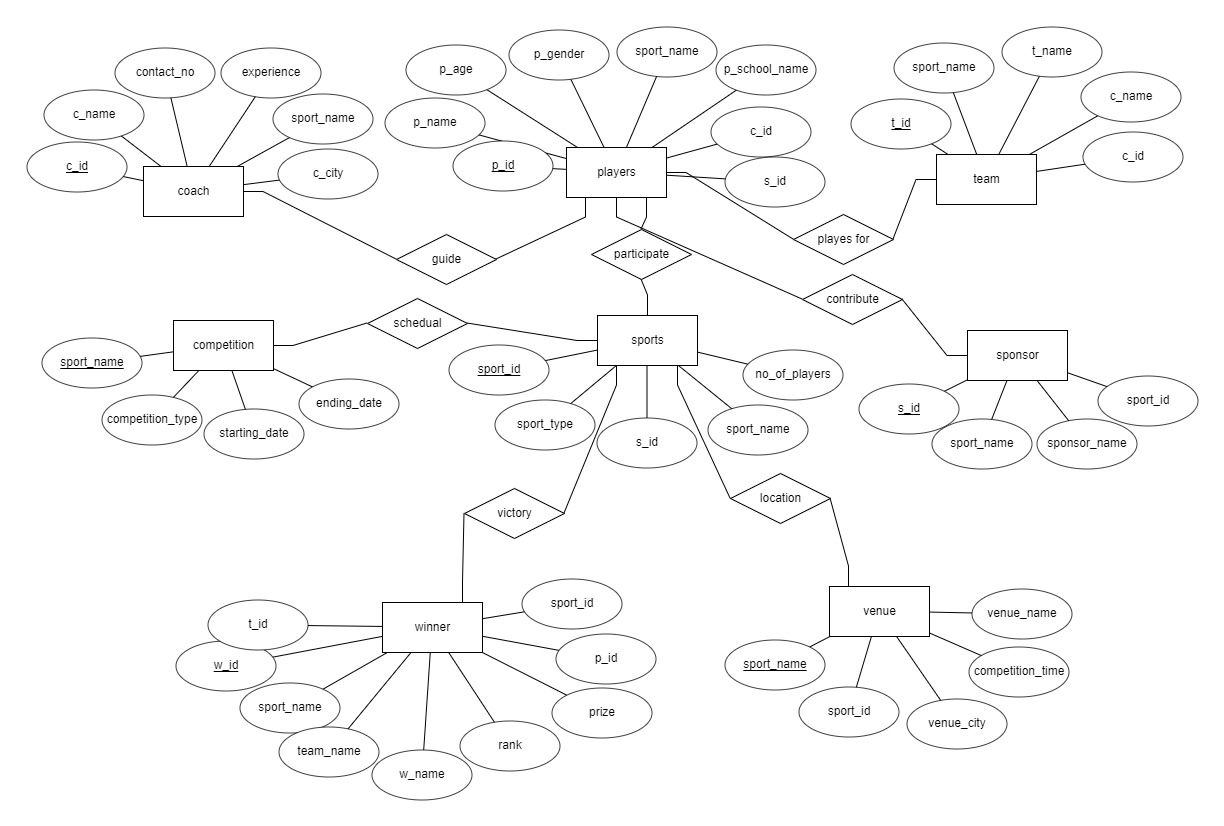 contact_no
experience
c_name
sport_name
c_id
c_city
coach
p_age
p_gender
sport_name
p_school_name
p_name
c_id
p_id
s_id
players
sport_name
t_name
t_id
c_name
c_id
team
guide
participate
playes for
contribute
schedual
competition
sport_name
competition_type
starting_date
ending_date
sports
sport_id
sport_type
s_id
sport_name
no_of_players
sponsor
s_id
sport_name
sponsor_name
sport_id
victory
location
winner
t_id
w_id
sport_name
team_name
w_name
rank
prize
p_id
sport_id
venue
venue_name
sport_name
competition_time
sport_id
venue_city